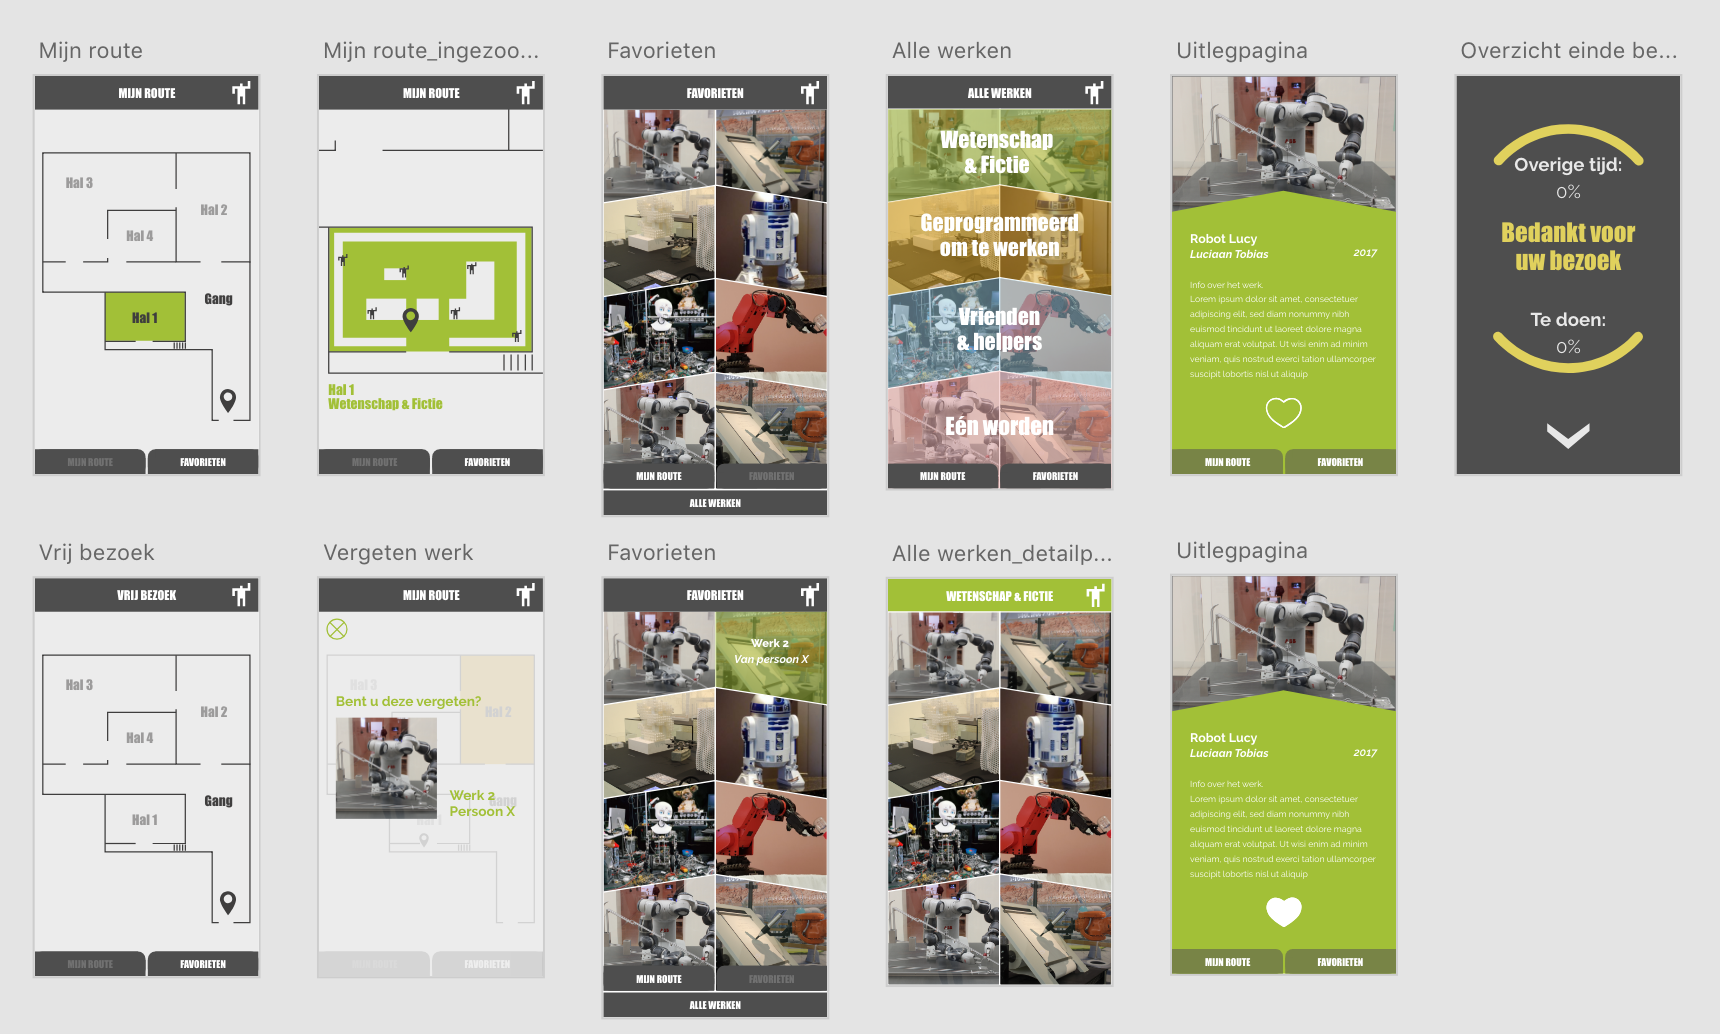 Mijn route
MIJN ROUTE
Hal 3
Hal 2
Hal 4
Gang
Hal 1
MIJN ROUTE
FAVORIETEN
Mijn route_ingezoo...
MIJN ROUTE
Hal 1
Wetenschap & Fictie
MIJN ROUTE
FAVORIETEN
Favorieten
FAVORIETEN
MIJN ROUTE
FAVORIETEN
ALLE WERKEN
Alle werken
ALLE WERKEN
Wetenschap
& Fictie
Geprogrammeerd
om te werken
Vrienden
& helpers
Eén worden
MIJN ROUTE
FAVORIETEN
Uitlegpagina
Robot Lucy
Luciaan Tobias
2017
Info over het werk.
Lorem ipsum dolor sit amet, consectetuer
adipiscing elit, sed diam nonummy nibh
euismod tincidunt ut laoreet dolore magna
aliquam erat volutpat. Ut wisi enim ad minim
veniam, quis nostrud exerci tation ullamcorper
suscipit lobortis nisl ut aliquip
MIJN ROUTE
FAVORIETEN
Overzicht einde be...
Overige tijd:
0%
Bedankt voor
uw bezoek
Te doen:
0%
Vrij bezoek
VRIJ BEZOEK
Hal 3
Hal 2
Hal 4
Gang
Hal 1
MIJN ROUTE
FAVORIETEN
Vergeten werk
MIJN ROUTE
Hal 3
Bent u deze vergeten?
Hal 2
Werk 2
Gang
Persoon X
MIJN ROUTE
FAVORIETEN
Favorieten
FAVORIETEN
Werk 2
Van persoon X
MIJN ROUTE
FAVORIETEN
ALLE WERKEN
Alle werken_detailp...
WETENSCHAP & FICTIE
Uitlegpagina
Robot Lucy
Luciaan Tobias
2017
Info over het werk.
Lorem ipsum dolor sit amet, consectetuer
adipiscing elit, sed diam nonummy nibh
euismod tincidunt ut laoreet dolore magna
aliquam erat volutpat. Ut wisi enim ad minim
veniam, quis nostrud exerci tation ullamcorper
suscipit lobortis nisl ut aliquip
MIJN ROUTE
FAVORIETEN